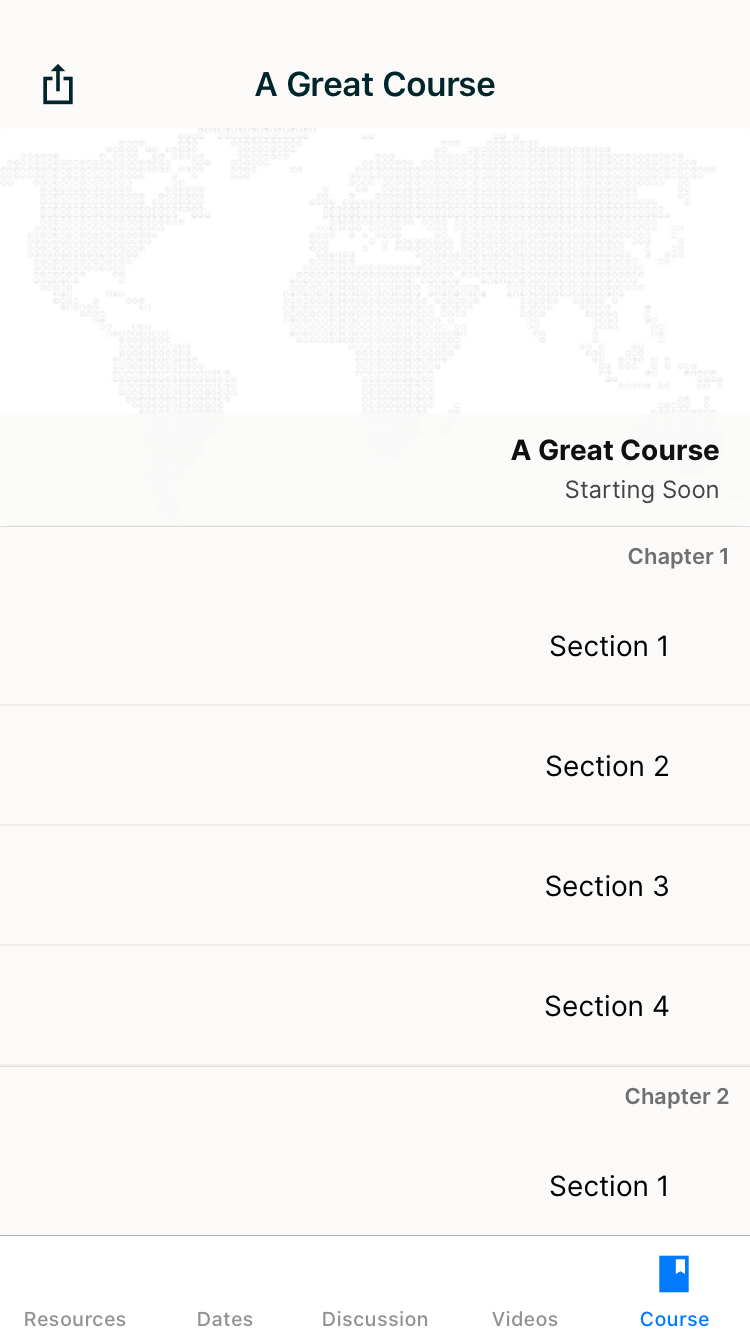 A Great Course
A Great Course
Starting Soon
Chapter 1
Section 1
Section 2
Section 3
Section 4
Chapter 2
Section 1
Resources
Dates
Discussion
Videos
Course